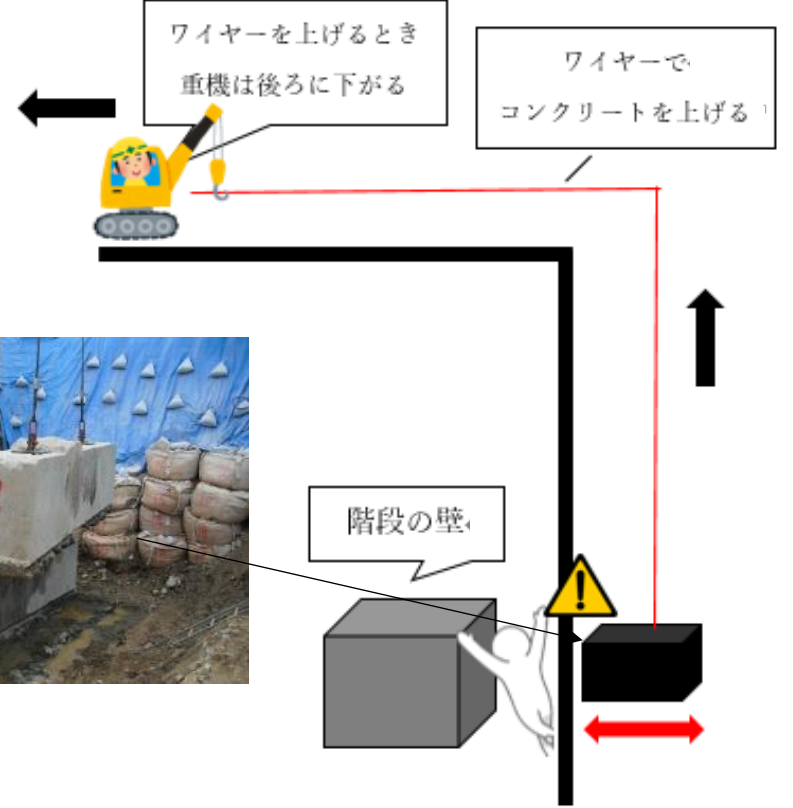 ワイヤーを上げるとき
重機は後ろに下がる
ワイヤーで
コンクリートを上げる
階段の壁